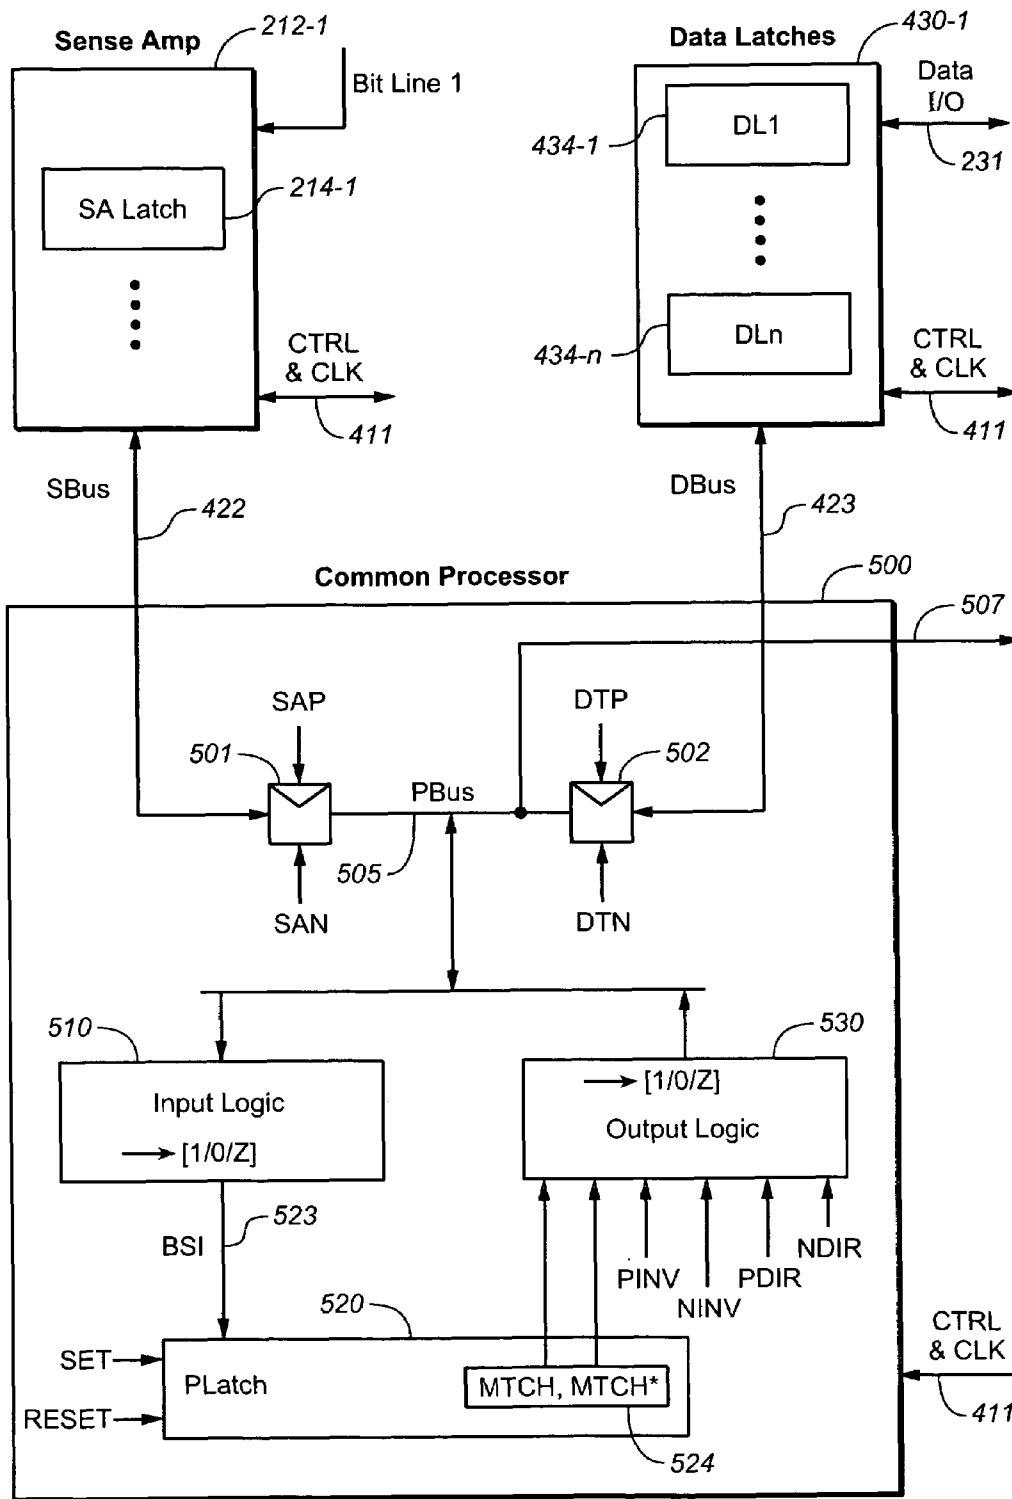 Sense Amp
212-1
Bit Line 1
SA Latch
214-1
CTRL
& CLK
411
SBus
422
Data Latches
430-1
Data
I/O
231
434-1
DL1
434-n
DLn
CTRL
& CLK
411
DBus
423
Common Processor
500
507
SAP
501
DTP
502
PBus
505
SAN
DTN
510
Input Logic
[1/0/Z]
530
[1/0/Z]
Output Logic
523
BSI
PINV
NINV
PDIR
NDIR
520
SET
PLatch
RESET
MTCH, MTCH*
524
CTRL
& CLK
411